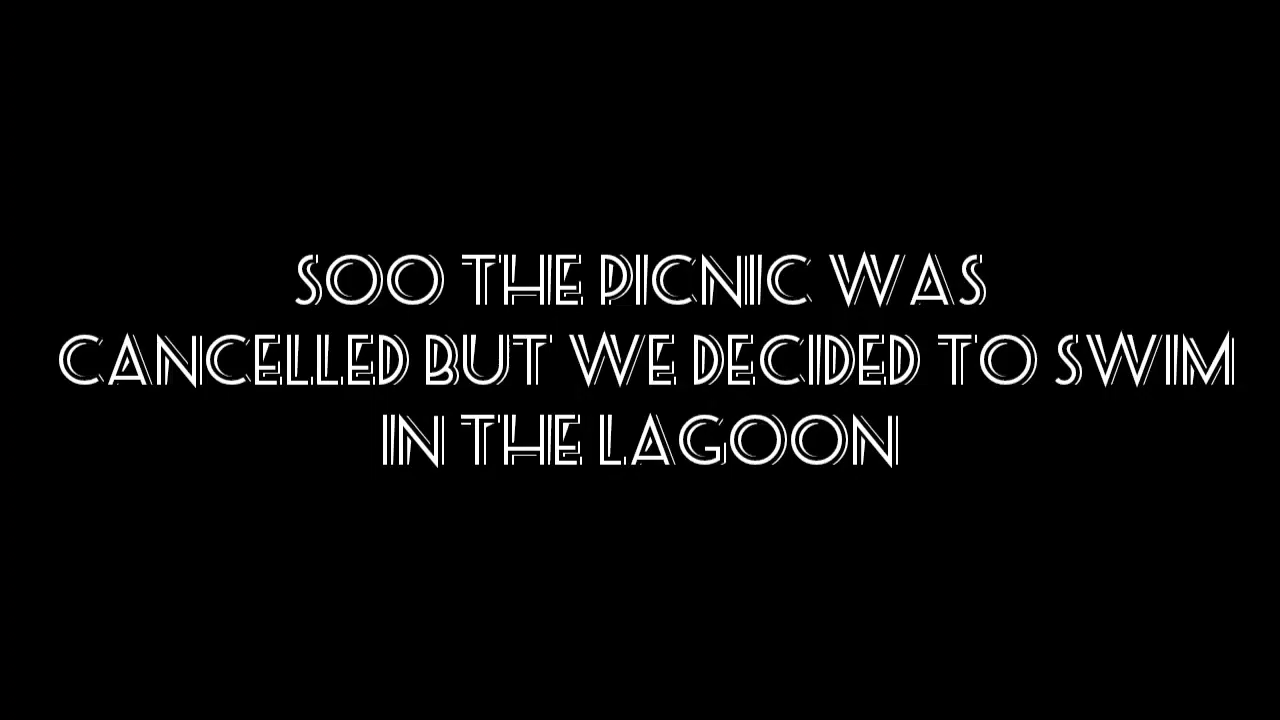 SOO THE PICNIC WAS
CANCELLED BUT WE DECIDED TO SWIM
IN THE LAGOON